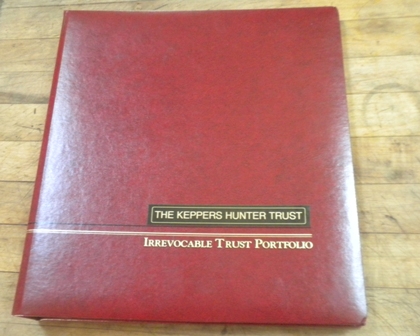 THE KEPPERS HUNTER TRUST
IRREVOCABLE TRUST PORTFOLIO